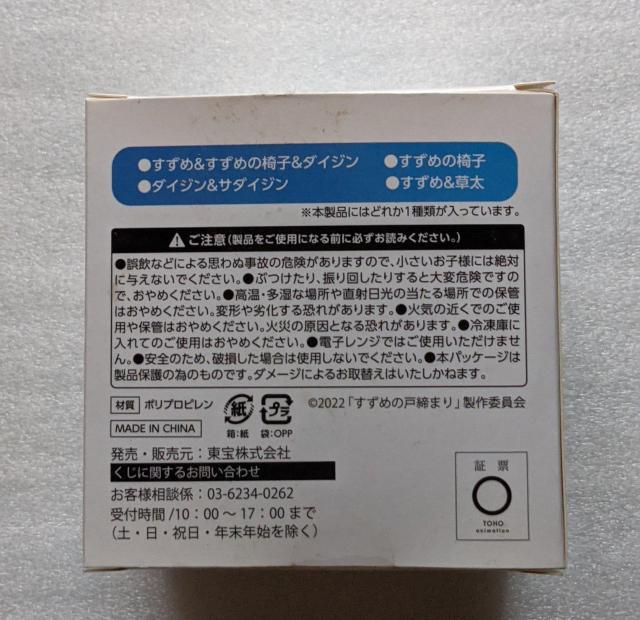 ●すずめ&すずめの椅子&ダイジン ●すずめの椅子
●ダイジン&サダイジン ●すずめ&草太
※本製品にはどれか1種類が入っています。
ご注意(製品をご使用になる前に必ずお読みください。)
●誤飲などによる思わぬ事故の危険がありますので、小さいお子様には絶対
に与えないでください。●ぶつけたり、振り回したりすると大変危険ですの
で、おやめください。●高温・多湿な場所や直射日光の当たる場所での保管
はおやめください。変形や劣化する恐れがあります。●火気の近くでのご使
用や保管はおやめください。火災の原因となる恐れがあります。●冷凍庫に
入れてのご使用はおやめください。●電子レンジではご使用いただけませ
ん。●安全のため、破損した場合は使用しないでください。●本パッケージは
製品保護の為のものです。ダメージによるお取替えはいたしかねます。
材質 ポリプロピレン 紙 プラ ©2022「すずめの戸締まり」製作委員会
MADE IN CHINA 箱:紙 袋:OPP
発売・販売元:東宝株式会社
くじに関するお問い合わせ
お客様相談係:03-6234-0262
受付時間/10:00~17:00まで
(土・日・祝日・年末年始を除く)
証票
TOHO
animation